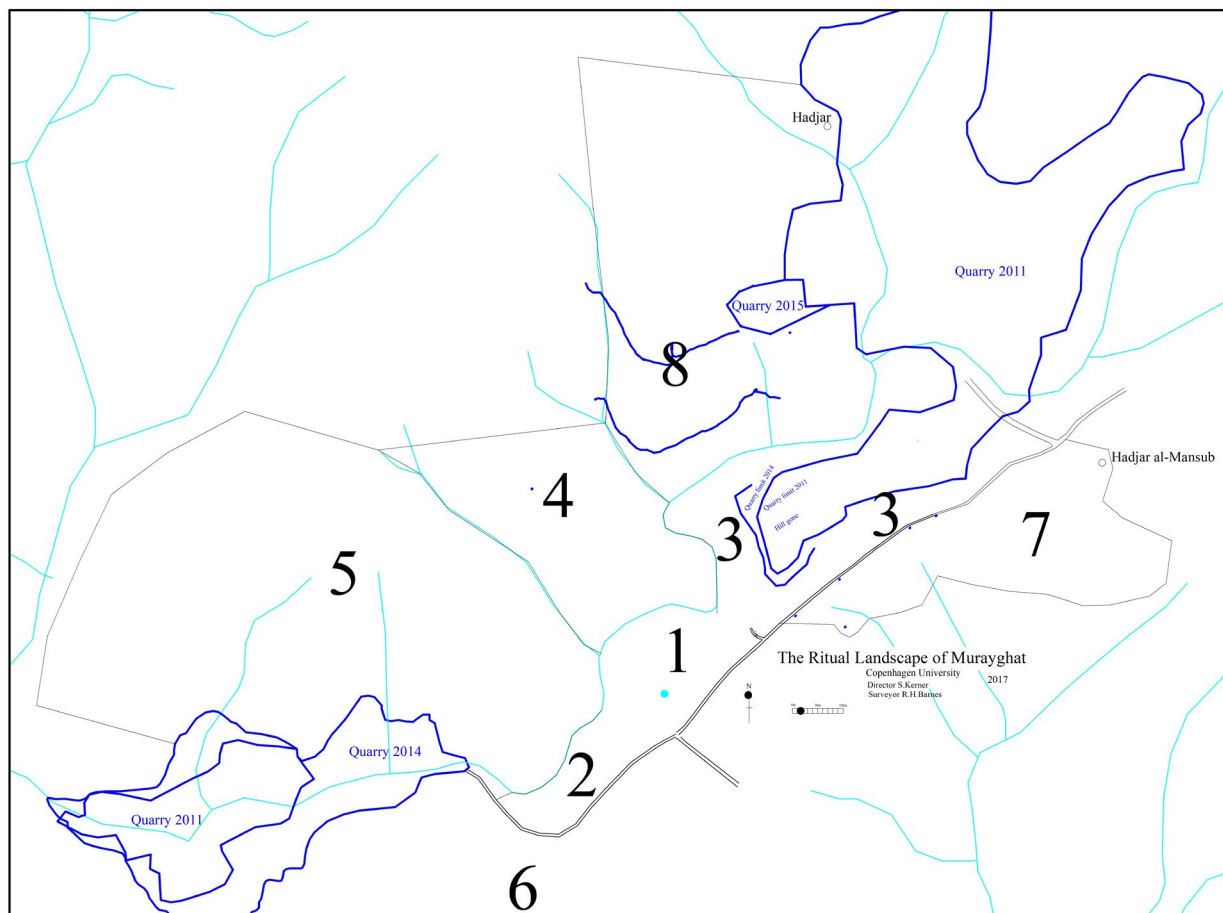 Hadjar
Quarry 2011
Quarry 2015
8
Hadjar al-Mansub
4
Quarry limit 2014
Quarry limit 2011
Hill gone
3
3
7
5
1
The Ritual Landscape of Murayghat
Copenhagen University
2017
Director S.Kerner
Surveyor R.H.Barnes
N
Quarry 2014
2
Quarry 2011
6